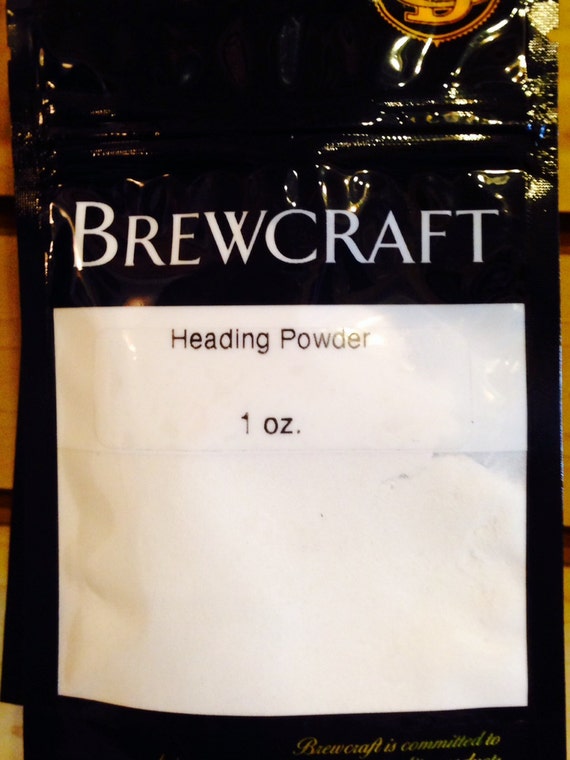 BREWCRAFT
Heading Powder
1 oz.
Brewcraft is committed to